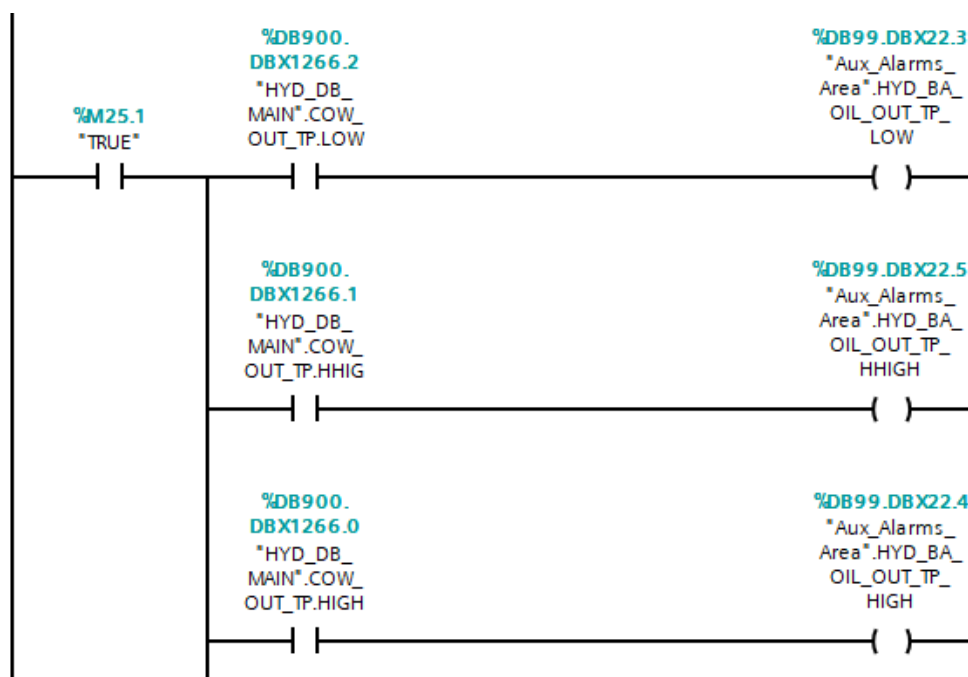 %M25.1
"TRUE"
%DB900.
DBX1266.2
"HYD_DB_
MAIN".COW_
OUT_TP.LOW
%DB99.DBX22.3
"Aux_Alarms_
Area".HYD_BA_
OIL_OUT_TP_
LOW
%DB900.
DBX1266.1
"HYD_DB_
MAIN".COW_
OUT_TP.HHIG
%DB99.DBX22.5
"Aux_Alarms_
Area".HYD_BA_
OIL_OUT_TP_
HHIGH
%DB900.
DBX1266.0
"HYD_DB_
MAIN".COW_
OUT_TP.HIGH
%DB99.DBX22.4
"Aux_Alarms_
Area".HYD_BA_
OIL_OUT_TP_
HIGH